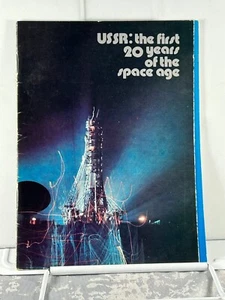 USSR: the first
20 years
of the
space age